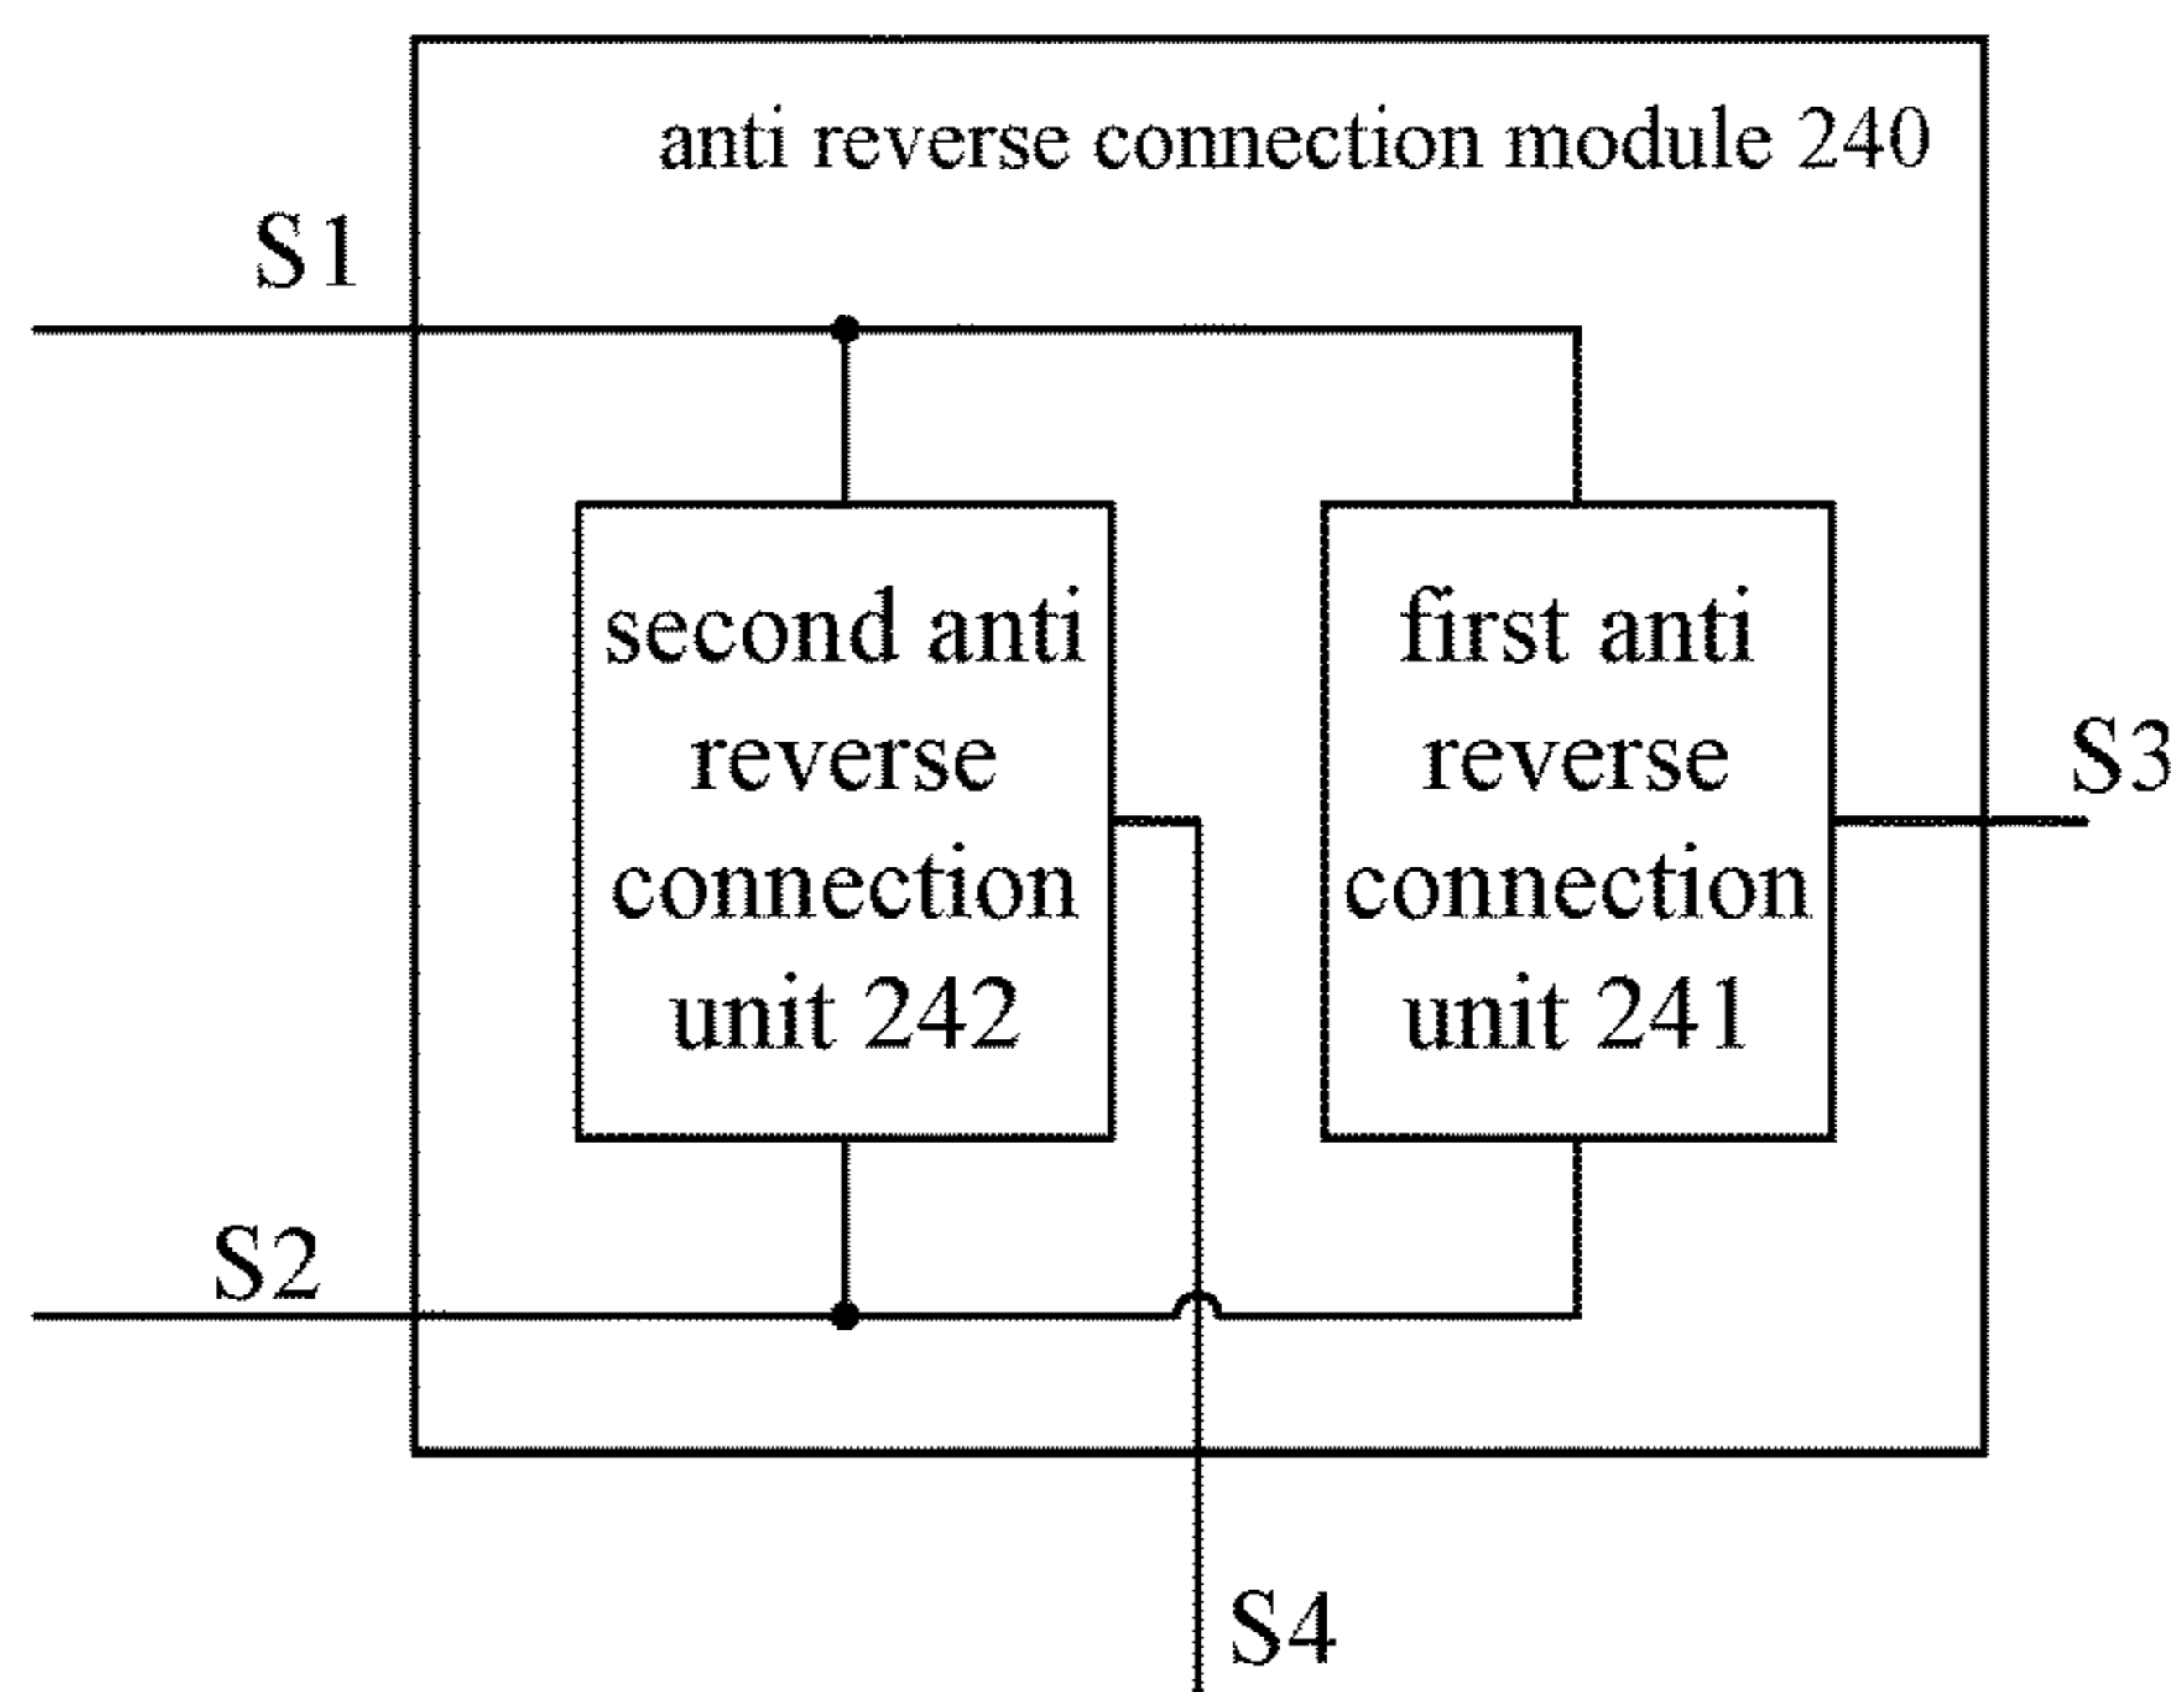 anti reverse connection module 240
S1
second anti
reverse
connection
unit 242
first anti
reverse
connection
unit 241
S3
S2
S4